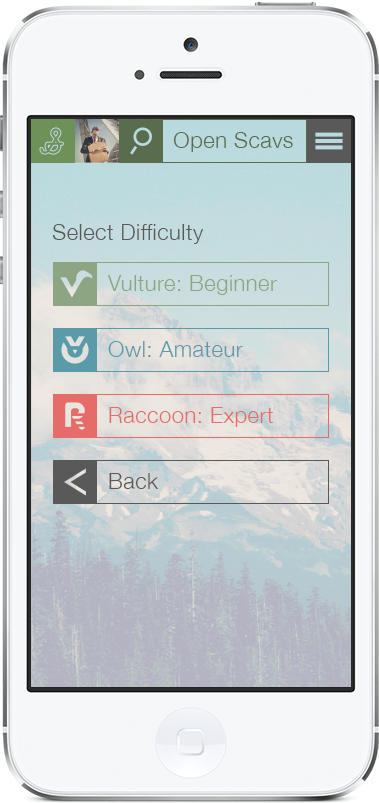 Open Scavs
Select Difficulty
Vulture: Beginner
Owl: Amateur
Raccoon: Expert
Back